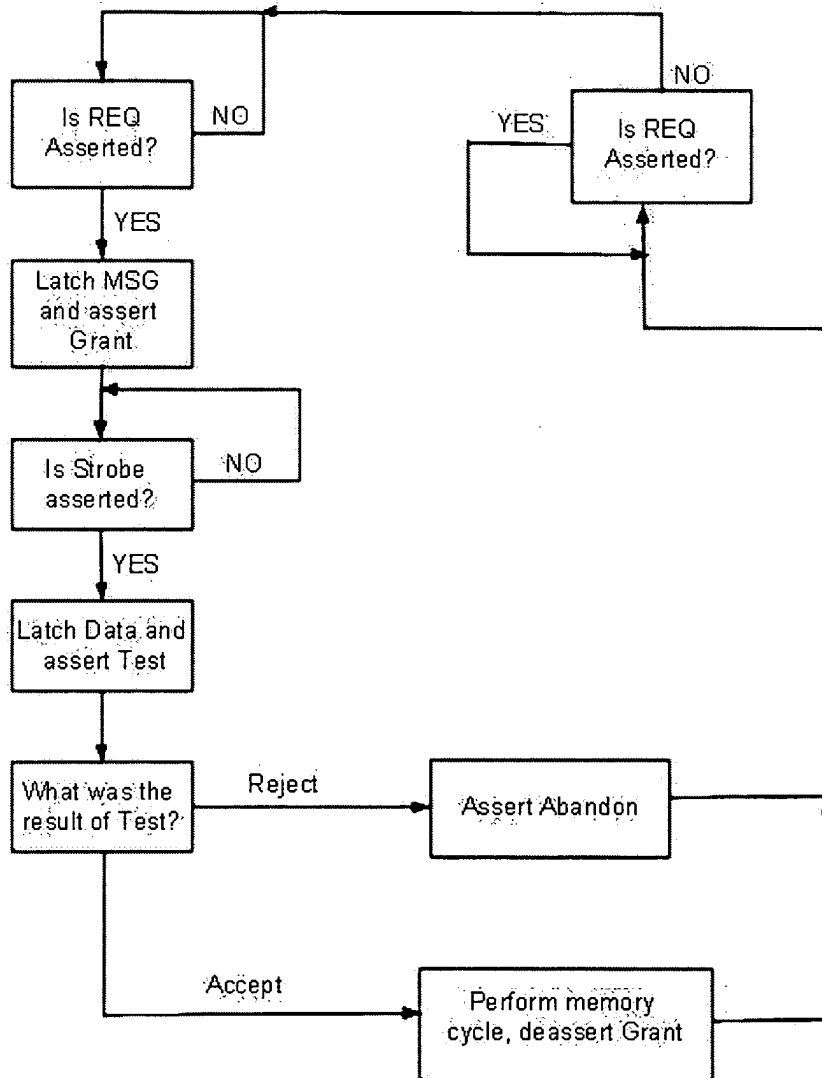 NO
Is REQ
Asserted?
NO
YES
Is REQ
Asserted?
YES
Latch MSG
and assert
Grant
Is Strobe
asserted?
NO
YES
Latch Data and
assert Test
What was the
result of Test?
Reject
Assert Abandon
Accept
Perform memory
cycle, deassert Grant